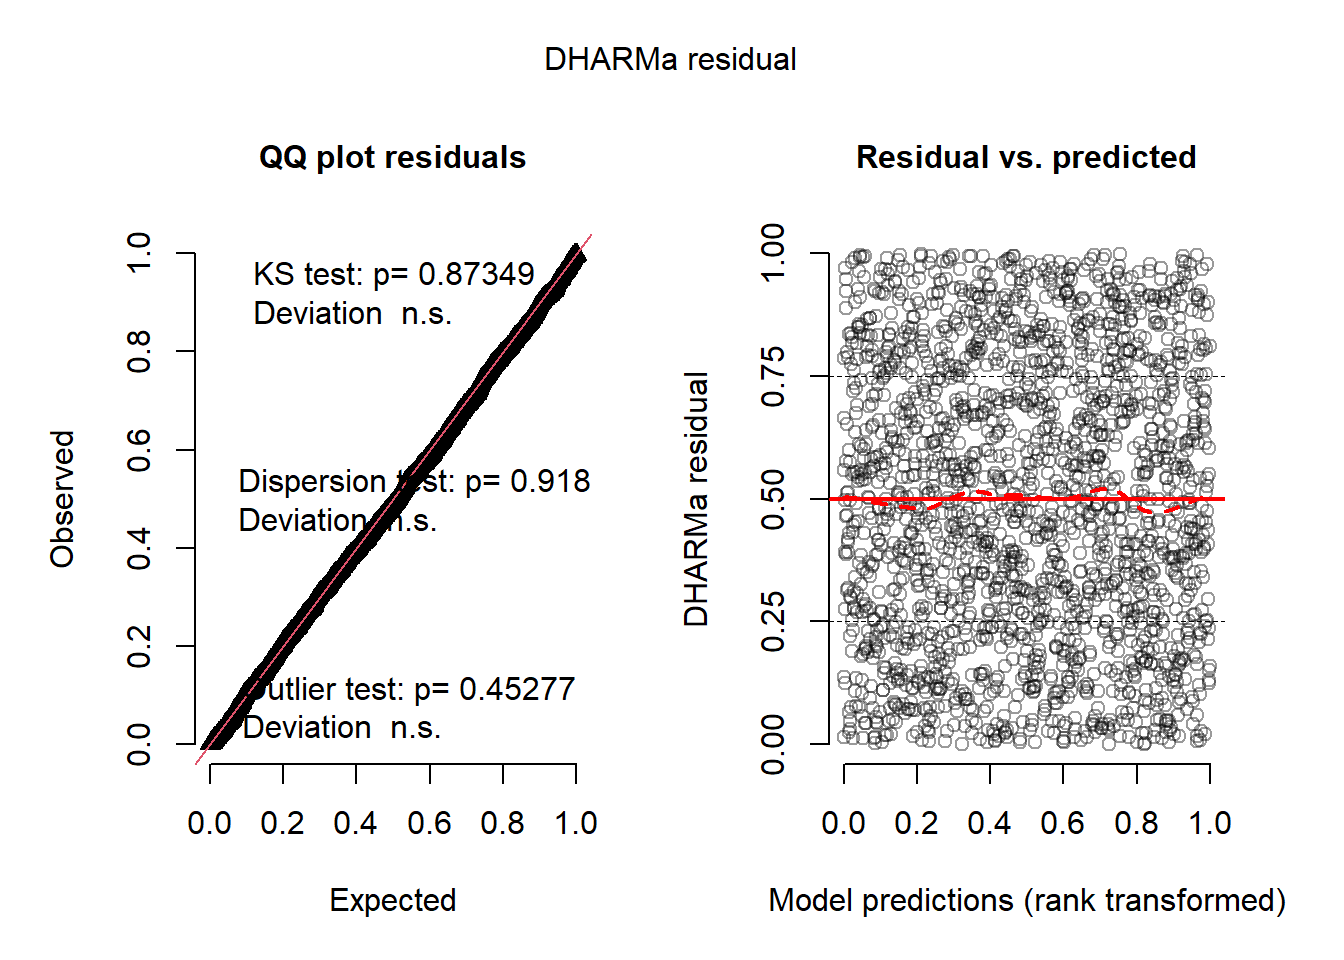 DHARMa residual
QQ plot residuals
KS test: p= 0.87349
Deviation n.s.
Dispersion test: p= 0.918
Deviation n.s.
Outlier test: p= 0.45277
Deviation n.s.
Observed
0.0 0.2 0.4 0.6 0.8 1.0
0.0 0.2 0.4 0.6 0.8 1.0
Expected
Residual vs. predicted
DHARMa residual
0.00 0.25 0.50 0.75 1.00
0.0 0.2 0.4 0.6 0.8 1.0
Model predictions (rank transformed)